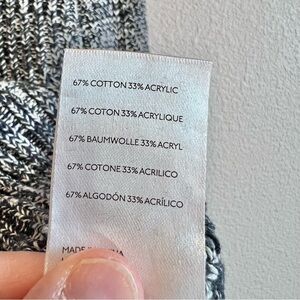 67% COTTON 33% ACRYLIC
67% COTON 33% ACRYLIQUE
67% BAUMWOLLE 33% ACRYL
67% COTONE 33% ACRILICO
67% ALGODÓN 33% ACRÍLICO
MADE